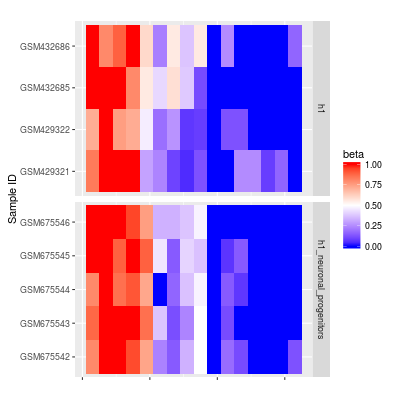 GSM432686
GSM432685
GSM429322
GSM429321
h1
GSM675546
GSM675545
GSM675544
GSM675543
GSM675542
h1_neuronal_progenitors
Sample ID
beta
1.00
0.75
0.50
0.25
0.00